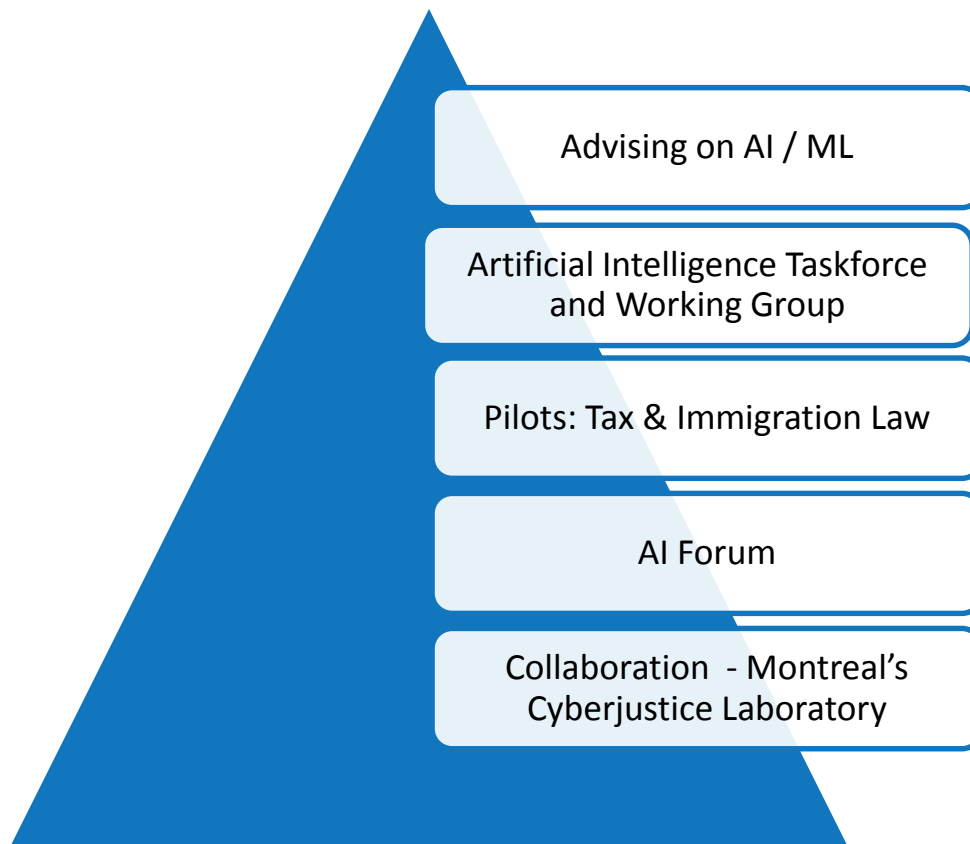 Advising on AI / ML
Artificial Intelligence Taskforce
and Working Group
Pilots: Tax & Immigration Law
AI Forum
Collaboration  - Montreal’s
Cyberjustice Laboratory